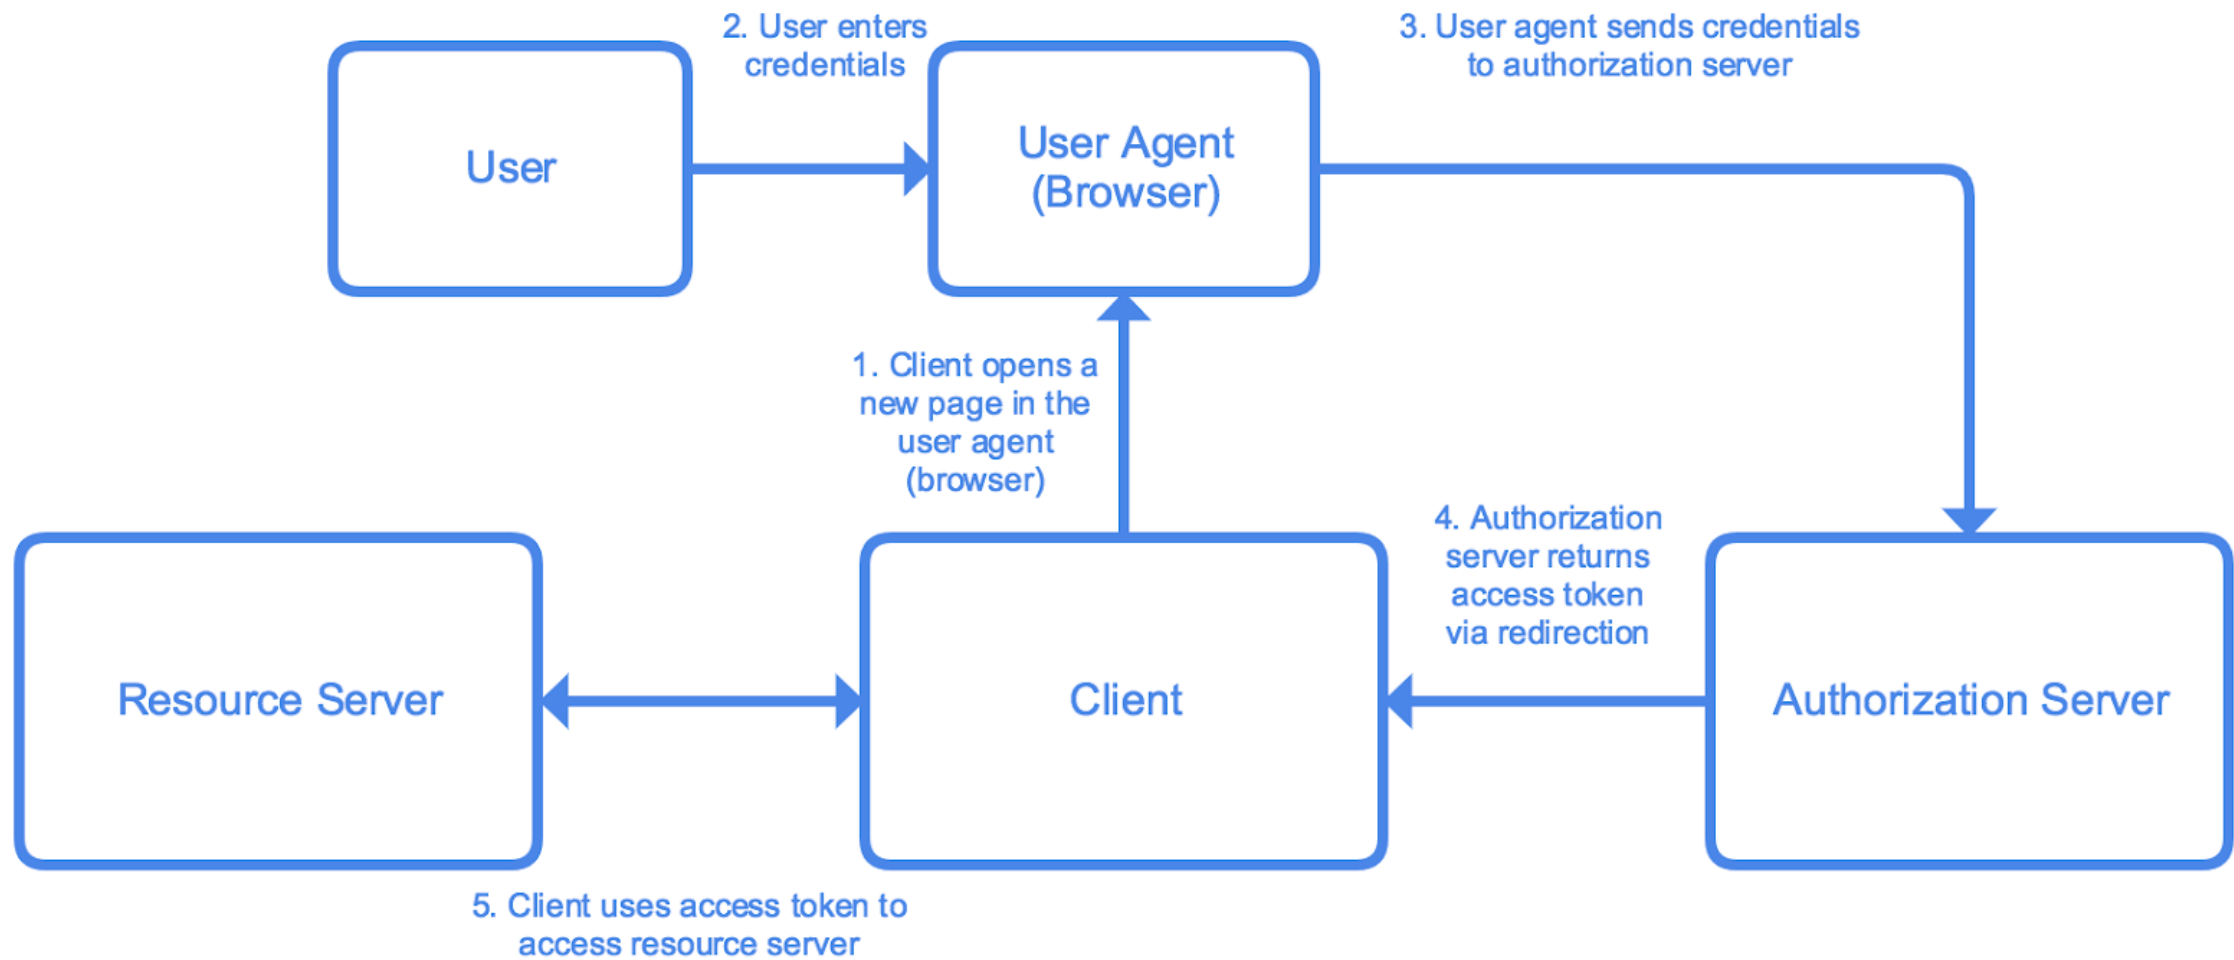 2. User enters
credentials
3. User agent sends credentials
to authorization server
User
User Agent
(Browser)
1. Client opens a
new page in the
user agent
(browser)
4. Authorization
server returns
access token
via redirection
Resource Server
Client
Authorization Server
5. Client uses access token to
access resource server